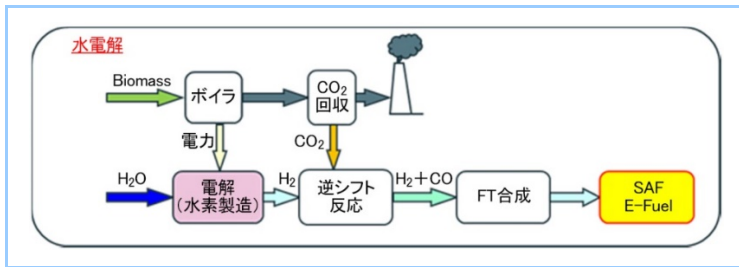 水電解
Biomass
ボイラ
CO₂
回収
電力
CO₂
H₂O
電解
(水素製造)
H₂
逆シフト
反応
H₂+CO
FT合成
SAF
E-Fuel